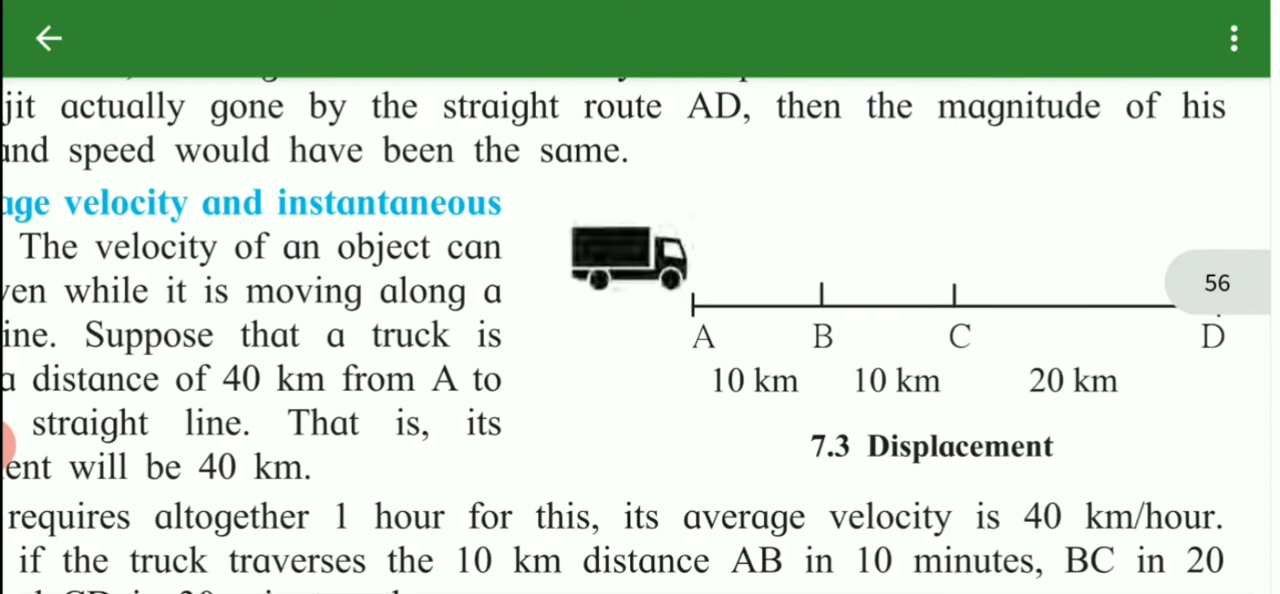 jit actually gone by the straight route AD, then the magnitude of his
and speed would have been the same.
age velocity and instantaneous
The velocity of an object can
ven while it is moving along a
ine. Suppose that a truck is
a distance of 40 km from A to
straight line. That is, its
ent will be 40 km.
56
A B C D
10 km 10 km 20 km
7.3 Displacement
requires altogether 1 hour for this, its average velocity is 40 km/hour.
if the truck traverses the 10 km distance AB in 10 minutes, BC in 20